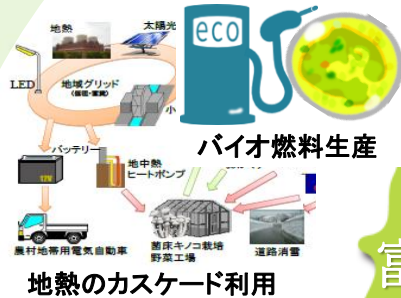 地熱
太陽光
eco
LED
地域グリッド
(循環・蓄質)
小
バイオ燃料生産
バッテリー
地中熱
ヒートポンプ
12V
農村地帯用電気自動車
菌床キノコ栽培
野菜工場
道路消雪
富
地熱のカスケード利用